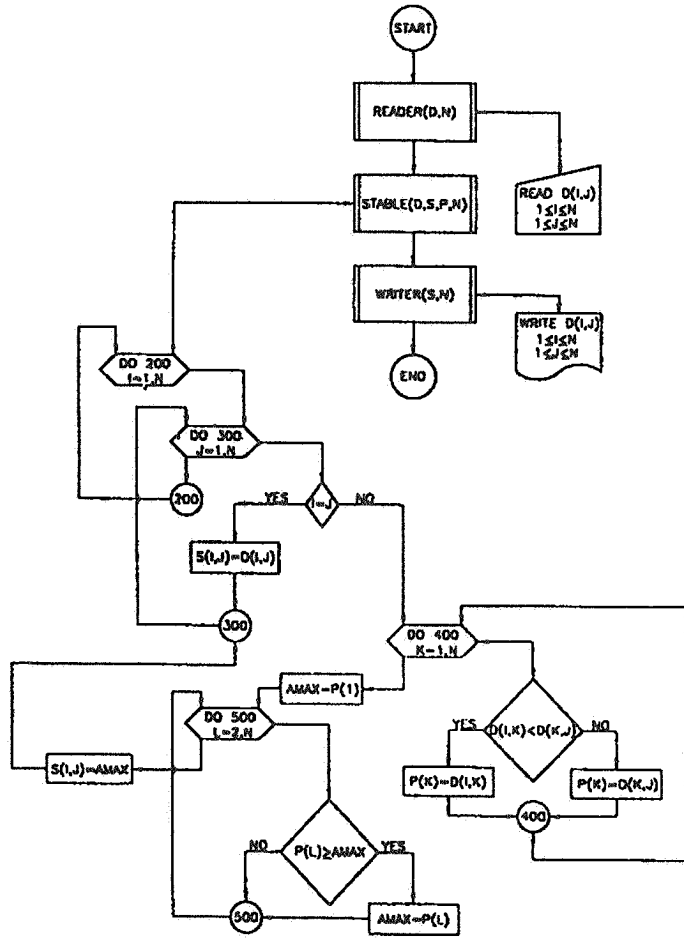 START
READER(D,N)
READ D(I,J)
1≤I≤N
1≤J≤N
STABLE(D,S,P,N)
WRITER(S,N)
WRITE D(I,J)
1≤I≤N
1≤J≤N
END
DO 200
I=1,N
DO 300
J=1,N
200
YES
I=J
NO
S(I,J)=D(I,J)
300
DO 400
K=1,N
AMAX=P(1)
DO 500
L=2,N
S(I,J)=AMAX
YES
D(I,K)<D(K,J)
NO
P(K)=D(I,K)
P(K)=D(K,J)
400
NO
P(L)≥AMAX
YES
500
AMAX=P(L)